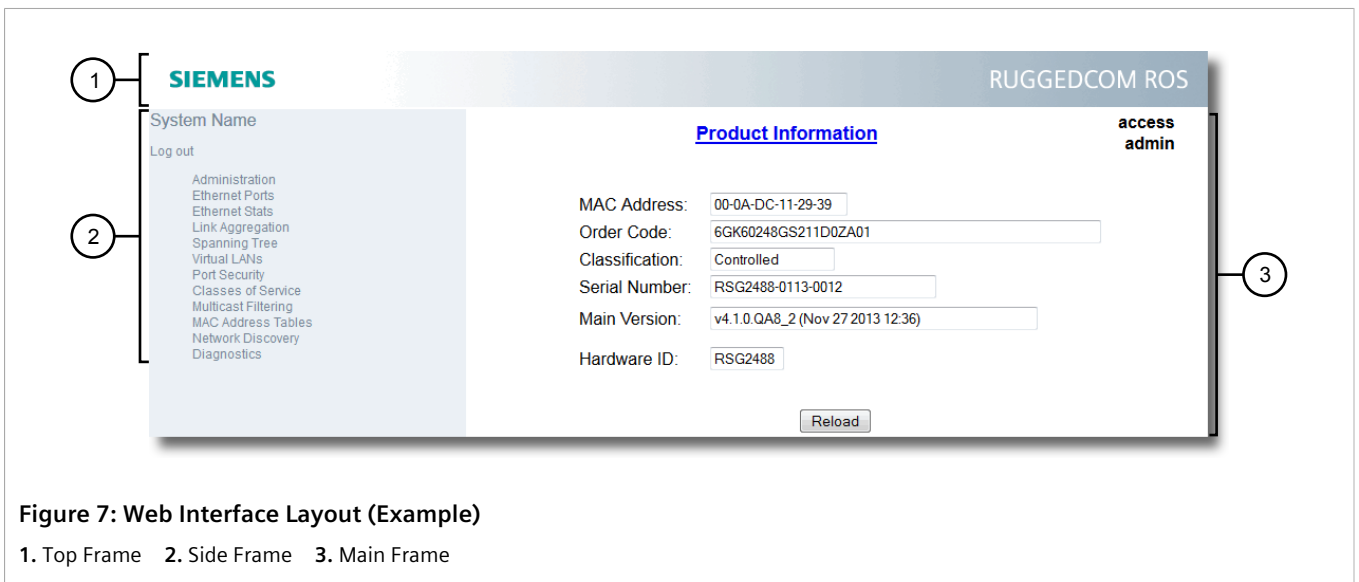 1
SIEMENS
RUGGEDCOM ROS
System Name
Log out
2
Administration
Ethernet Ports
Ethernet Stats
Link Aggregation
Spanning Tree
Virtual LANs
Port Security
Classes of Service
Multicast Filtering
MAC Address Tables
Network Discovery
Diagnostics
Product Information
access
admin
MAC Address: 00-0A-DC-11-29-39
Order Code: 6GK60248GS211D0ZA01
Classification: Controlled
Serial Number: RSG2488-0113-0012
Main Version: v4.1.0.QA8_2 (Nov 27 2013 12:36)
Hardware ID: RSG2488
Reload
3
Figure 7: Web Interface Layout (Example)
1. Top Frame 2. Side Frame 3. Main Frame